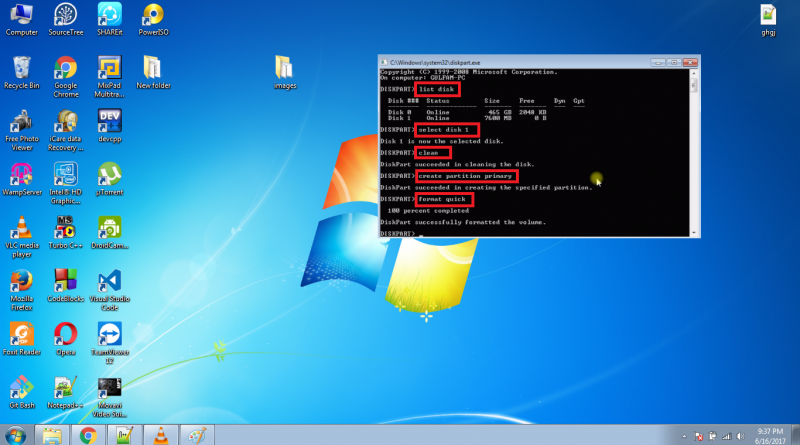 Computer
SourceTree
SHAREit
PowerISO
ghgj
Recycle Bin
Google
Chrome
MixPad
Multitra...
New folder
images
Free Photo
Viewer
iCare data
Recovery ...
devcpp
WampServer
Intel® HD
Graphic...
µTorrent
VLC media
player
Turbo C++
DroidCam...
Mozilla
Firefox
CodeBlocks
Visual Studio
Code
Foxit Reader
Opera
TeamViewer
12
Git Bash
Notepad++
Movavi
Video Sui...
C:\Windows\system32\diskpart.exe
Copyright (C) 1999-2008 Microsoft Corporation.
On computer: GULFAM-PC
DISKPART> list disk
Disk ### Status Size Free Dyn Gpt
Disk 0 Online 465 GB 2048 KB
Disk 1 Online 7600 MB 0 B
DISKPART> select disk 1
Disk 1 is now the selected disk.
DISKPART> clean
DiskPart succeeded in cleaning the disk.
DISKPART> create partition primary
DiskPart succeeded in creating the specified partition.
DISKPART> format quick
100 percent completed
DiskPart successfully formatted the volume.
DISKPART> _
9:37 PM
6/16/2017